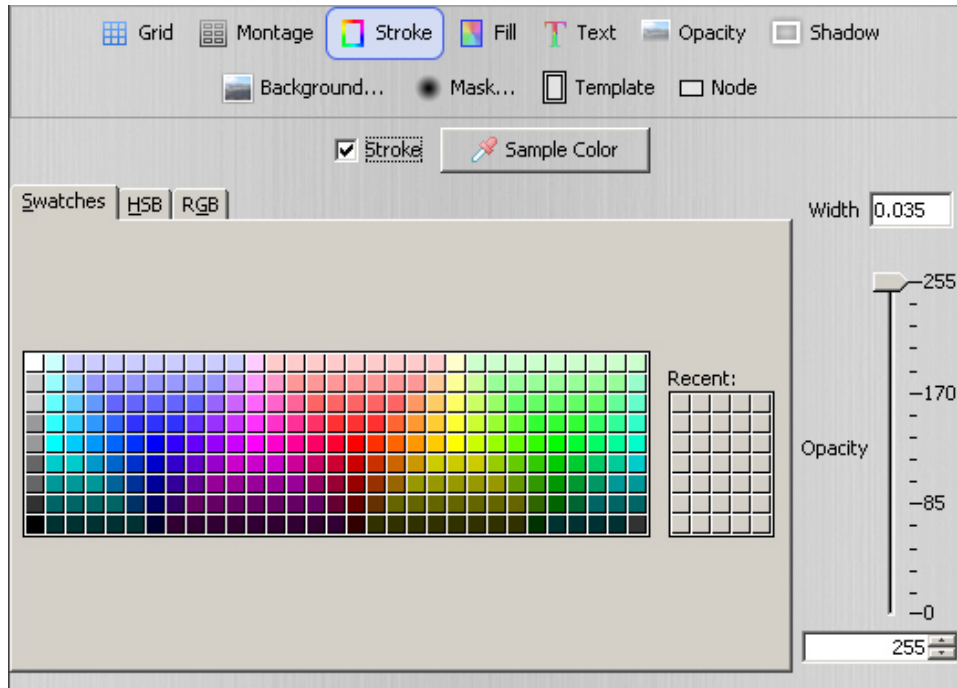 Grid Montage Stroke Fill Text Opacity Shadow
Background... Mask... Template Node
Stroke Sample Color
Swatches HSB RGB
Width 0.035
255
Recent:
170
Opacity
85
0
255